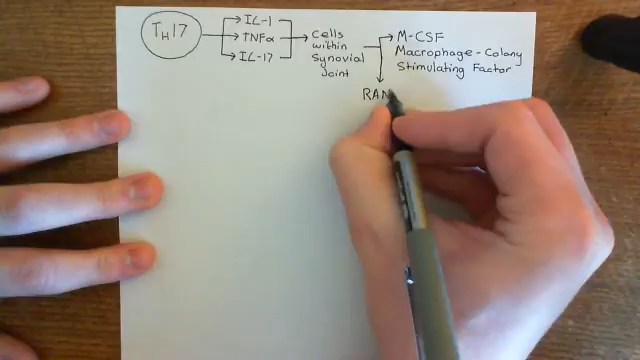 TH17
IL-1
TNFα
IL-17
Cells
within
Synovial
Joint
M-CSF
Macrophage-Colony
Stimulating Factor
RAN